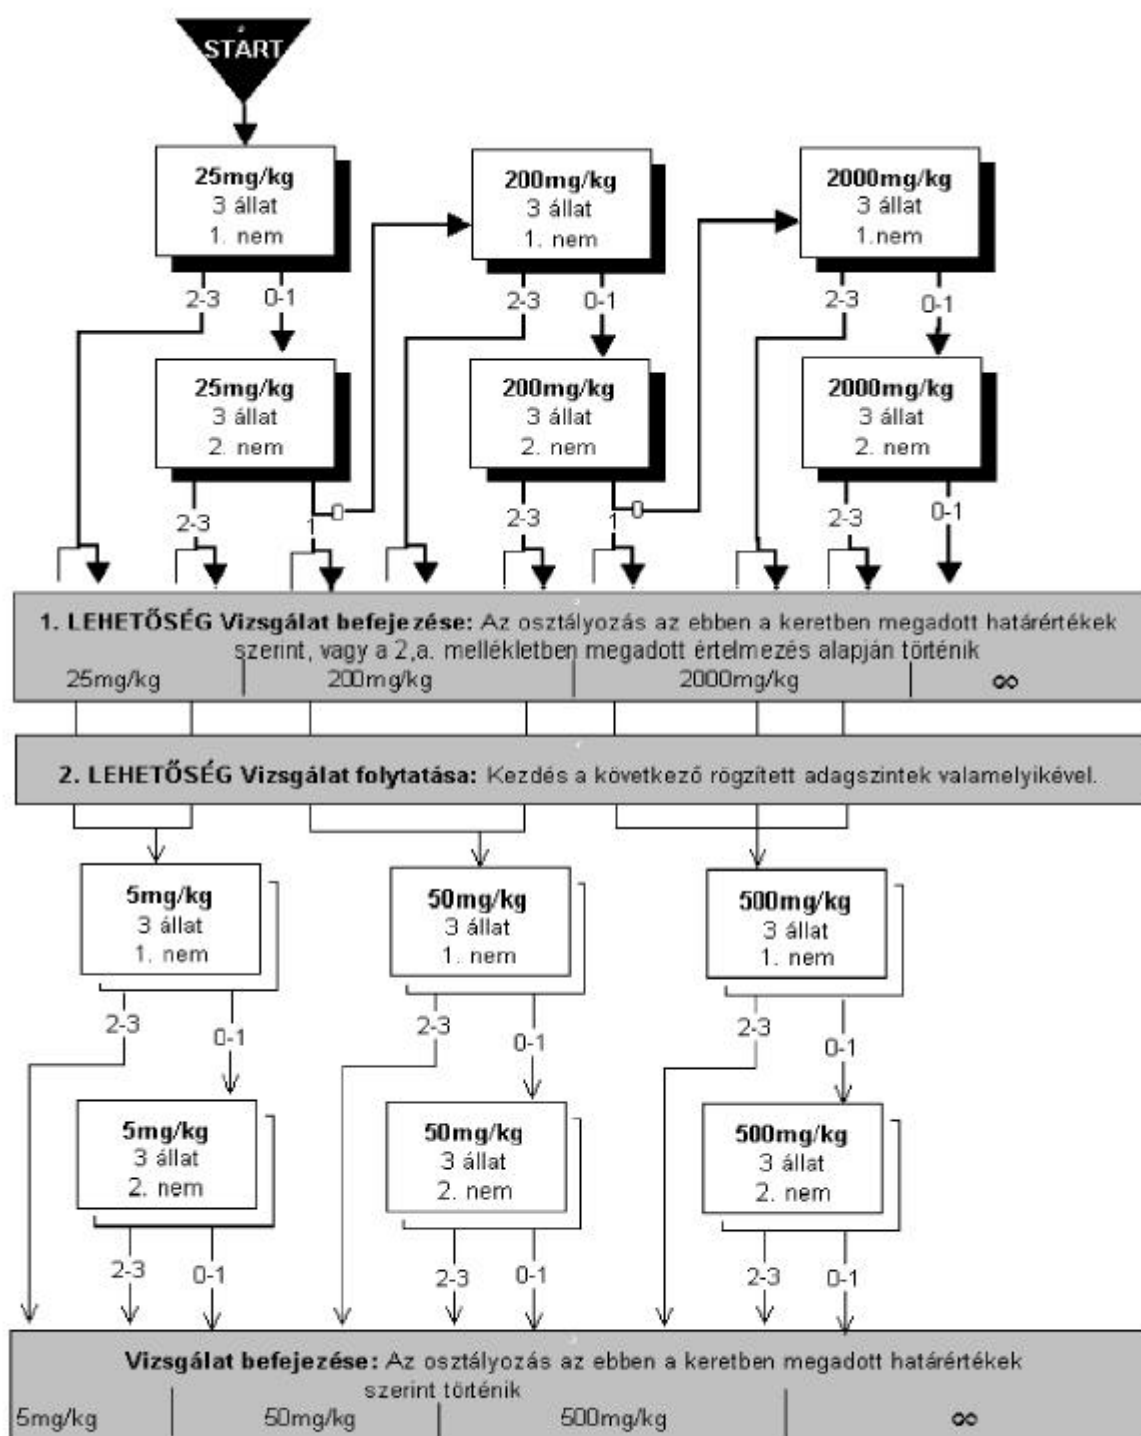 START
25mg/kg
3 állat
1. nem
200mg/kg
3 állat
1. nem
2000mg/kg
3 állat
1.nem
2-3
0-1
2-3
0-1
2-3
0-1
25mg/kg
3 állat
2. nem
200mg/kg
3 állat
2. nem
2000mg/kg
3 állat
2. nem
2-3
1
0
2-3
1
0
2-3
0-1
1. LEHETŐSÉG Vizsgálat befejezése: Az osztályozás az ebben a keretben megadott határértékek
szerint, vagy a 2,a. mellékletben megadott értelmezés alapján történik
25mg/kg
200mg/kg
2000mg/kg
∞
2. LEHETŐSÉG Vizsgálat folytatása: Kezdés a következő rögzített adagszintek valamelyikével.
5mg/kg
3 állat
1. nem
50mg/kg
3 állat
1. nem
500mg/kg
3 állat
1. nem
2-3
0-1
2-3
0-1
2-3
0-1
5mg/kg
3 állat
2. nem
50mg/kg
3 állat
2. nem
500mg/kg
3 állat
2. nem
2-3
0-1
2-3
0-1
2-3
0-1
Vizsgálat befejezése: Az osztályozás az ebben a keretben megadott határértékek
szerint történik
5mg/kg
50mg/kg
500mg/kg
∞